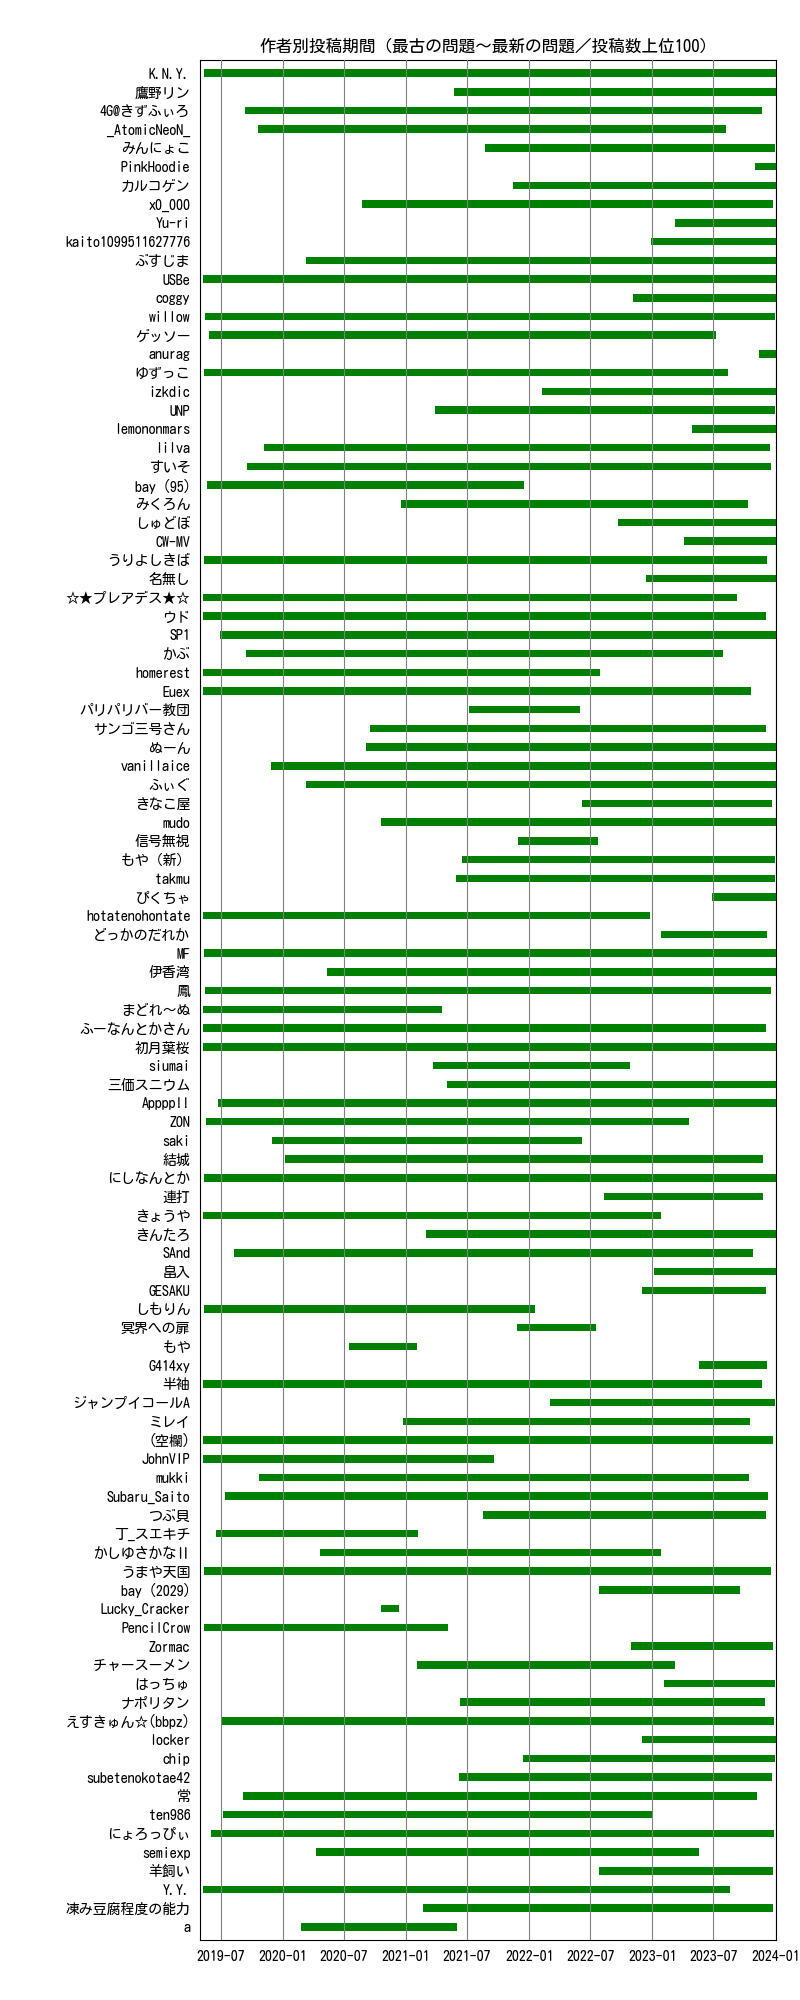 作者別投稿期間（最古の問題～最新の問題／投稿数上位100）
K.N.Y.
鷹野リン
4G@きずふぃろ
_AtomicNeoN_
みんにょこ
PinkHoodie
カルコゲン
x0_000
Yu-ri
kaito1099511627776
ぶすじま
USBe
coggy
willow
ゲッソー
anurag
ゆずっこ
izkdic
UNP
lemononmars
lilva
すいそ
bay (95)
みくろん
しゅどぼ
CW-MV
うりよしきば
名無し
☆★プレアデス★☆
ウド
SP1
かぶ
homerest
Euex
パリパリバー教団
サンゴ三号さん
ぬーん
vanillaice
ふぃぐ
きなこ屋
mudo
信号無視
もや（新）
takmu
ぴくちゃ
hotatenohontate
どっかのだれか
MF
伊香湾
鳳
まどれ～ぬ
ふーなんとかさん
初月葉桜
siumai
三価スニウム
Appppll
ZON
saki
結城
にしなんとか
連打
きょうや
きんたろ
SAnd
畠入
GESAKU
しもりん
冥界への扉
もや
G414xy
半袖
ジャンプイコールA
ミレイ
(空欄)
JohnVIP
mukki
Subaru_Saito
つぶ貝
丁_スエキチ
かしゆさかなII
うまや天国
bay (2029)
Lucky_Cracker
PencilCrow
Zormac
チャースーメン
はっちゅ
ナポリタン
えすきゅん☆(bbpz)
locker
chip
subetenokotae42
常
ten986
にょろっぴぃ
semiexp
羊飼い
Y.Y.
凍み豆腐程度の能力
a
2019-07 2020-01 2020-07 2021-01 2021-07 2022-01 2022-07 2023-01 2023-07 2024-01